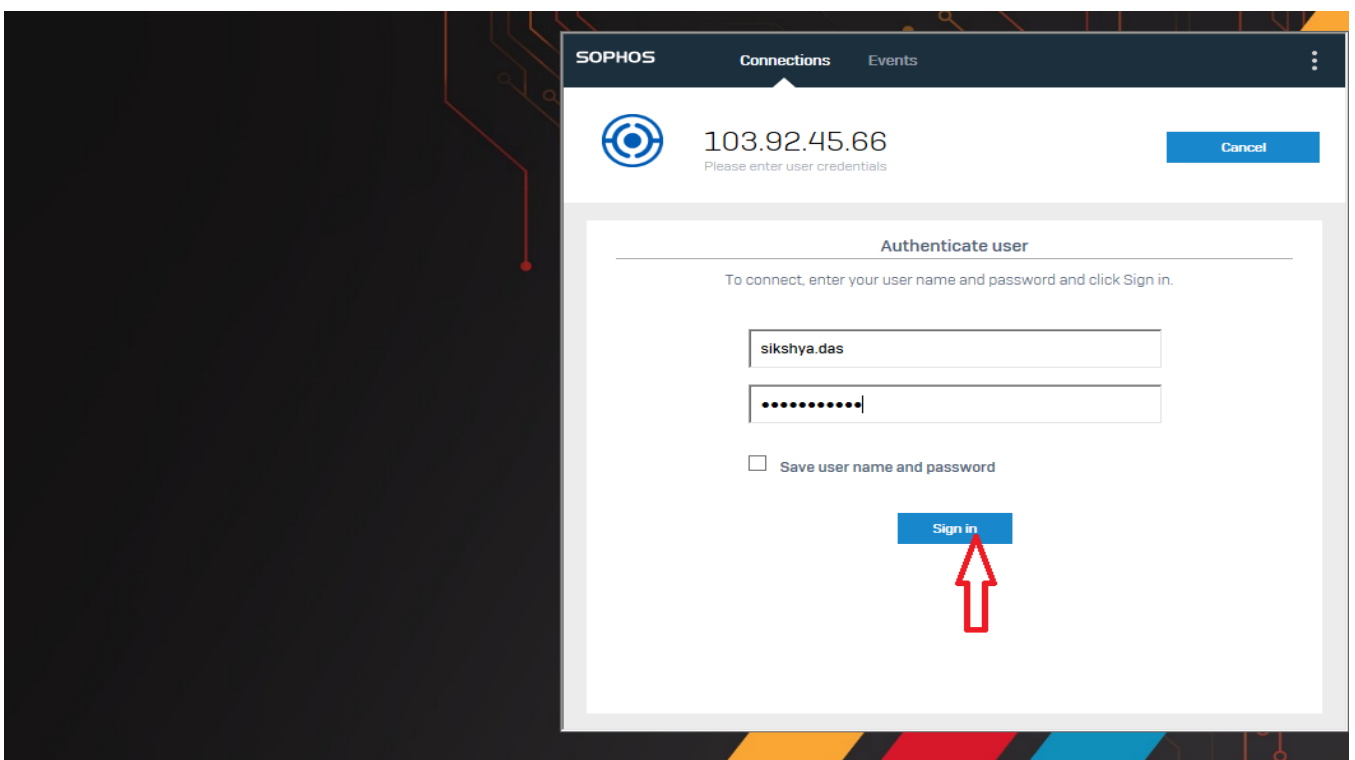 SOPHOS Connections Events
103.92.45.66
Cancel
Please enter user credentials
Authenticate user
To connect, enter your user name and password and click Sign in.
sikshya.das
•••••••••••
Save user name and password
Sign in